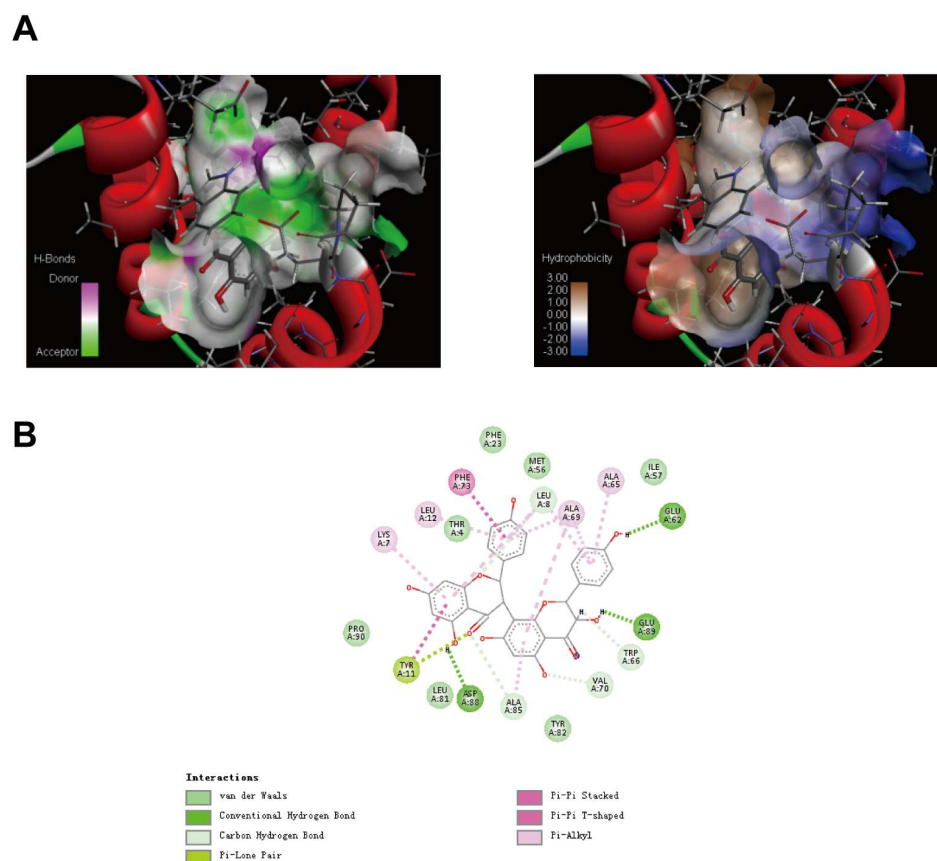 A
H-Bonds
Donor
Acceptor
Hydrophobicity
3.00
2.00
1.00
0.00
-1.00
-2.00
-3.00
B
PHE
A:23
MET
A:56
ILE
A:57
PHE
A:73
LEU
A:8
ALA
A:65
LEU
A:12
THR
A:4
ALA
A:69
GLU
A:62
LYS
A:7
H
O
O
O
H
H
O
GLU
A:89
PRO
A:90
O
O
H
TRP
A:66
TYR
A:11
LEU
A:81
ASP
A:88
ALA
A:85
VAL
A:70
TYR
A:82
Interactions
van der Waals
Conventional Hydrogen Bond
Carbon Hydrogen Bond
Pi-Lone Pair
Pi-Pi Stacked
Pi-Pi T-shaped
Pi-Alkyl